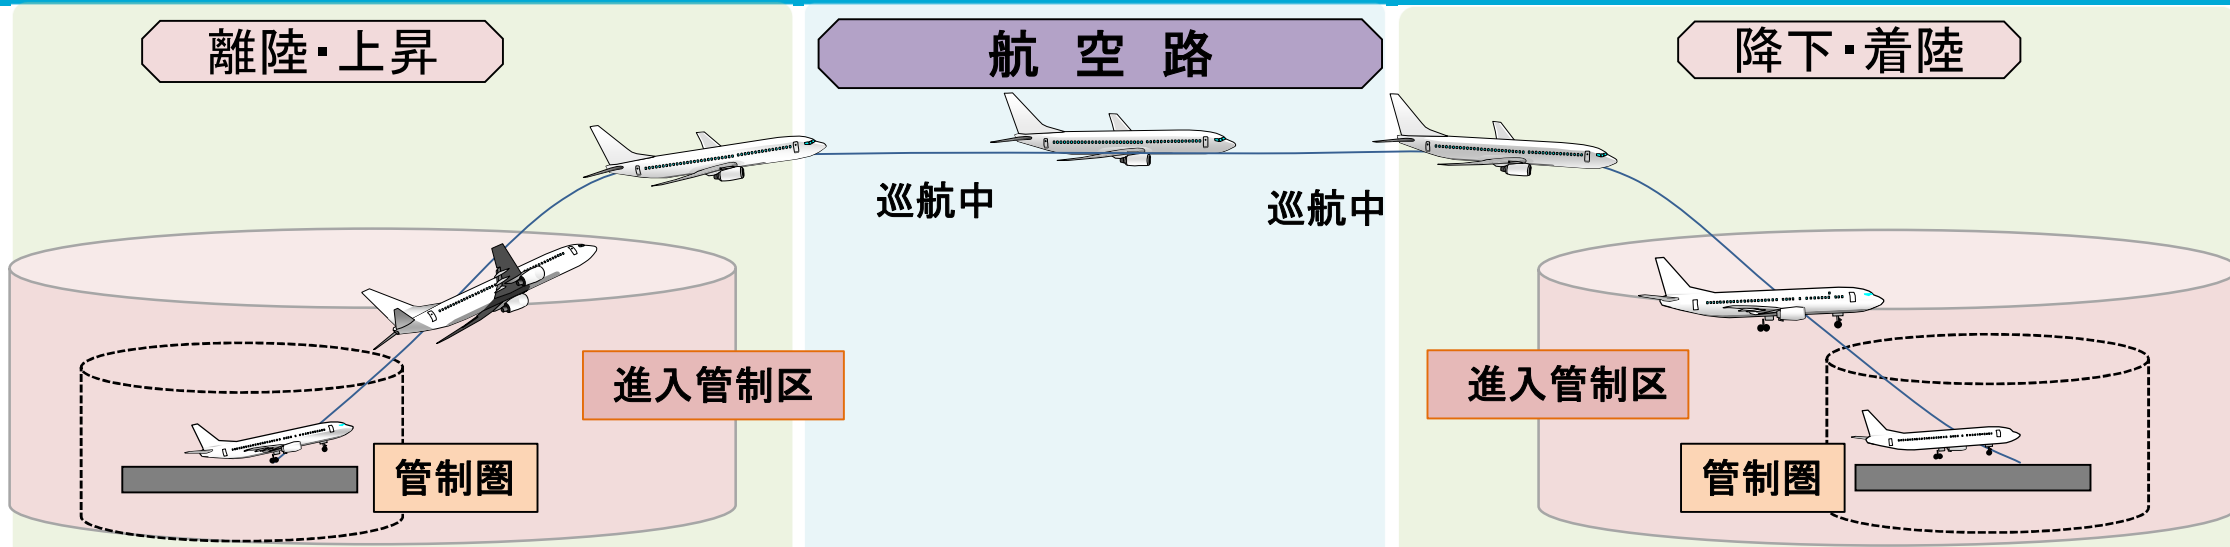 離陸・上昇
航空路
降下・着陸
巡航中
巡航中
進入管制区
進入管制区
管制圏
管制圏